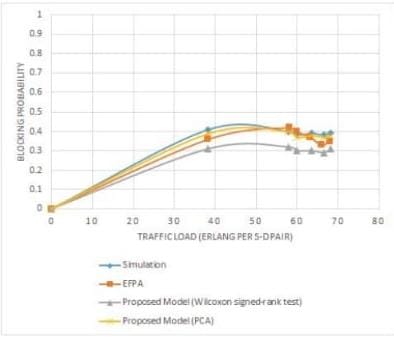 1
0.9
0.8
0.7
0.6
0.5
0.4
0.3
0.2
0.1
0
BLOCKING PROBABILITY
0 10 20 30 40 50 60 70 80
TRAFFIC LOAD (ERLANG PER S-D PAIR)
Simulation
EFPA
Proposed Model (Wilcoxon signed-rank test)
Proposed Model (PCA)